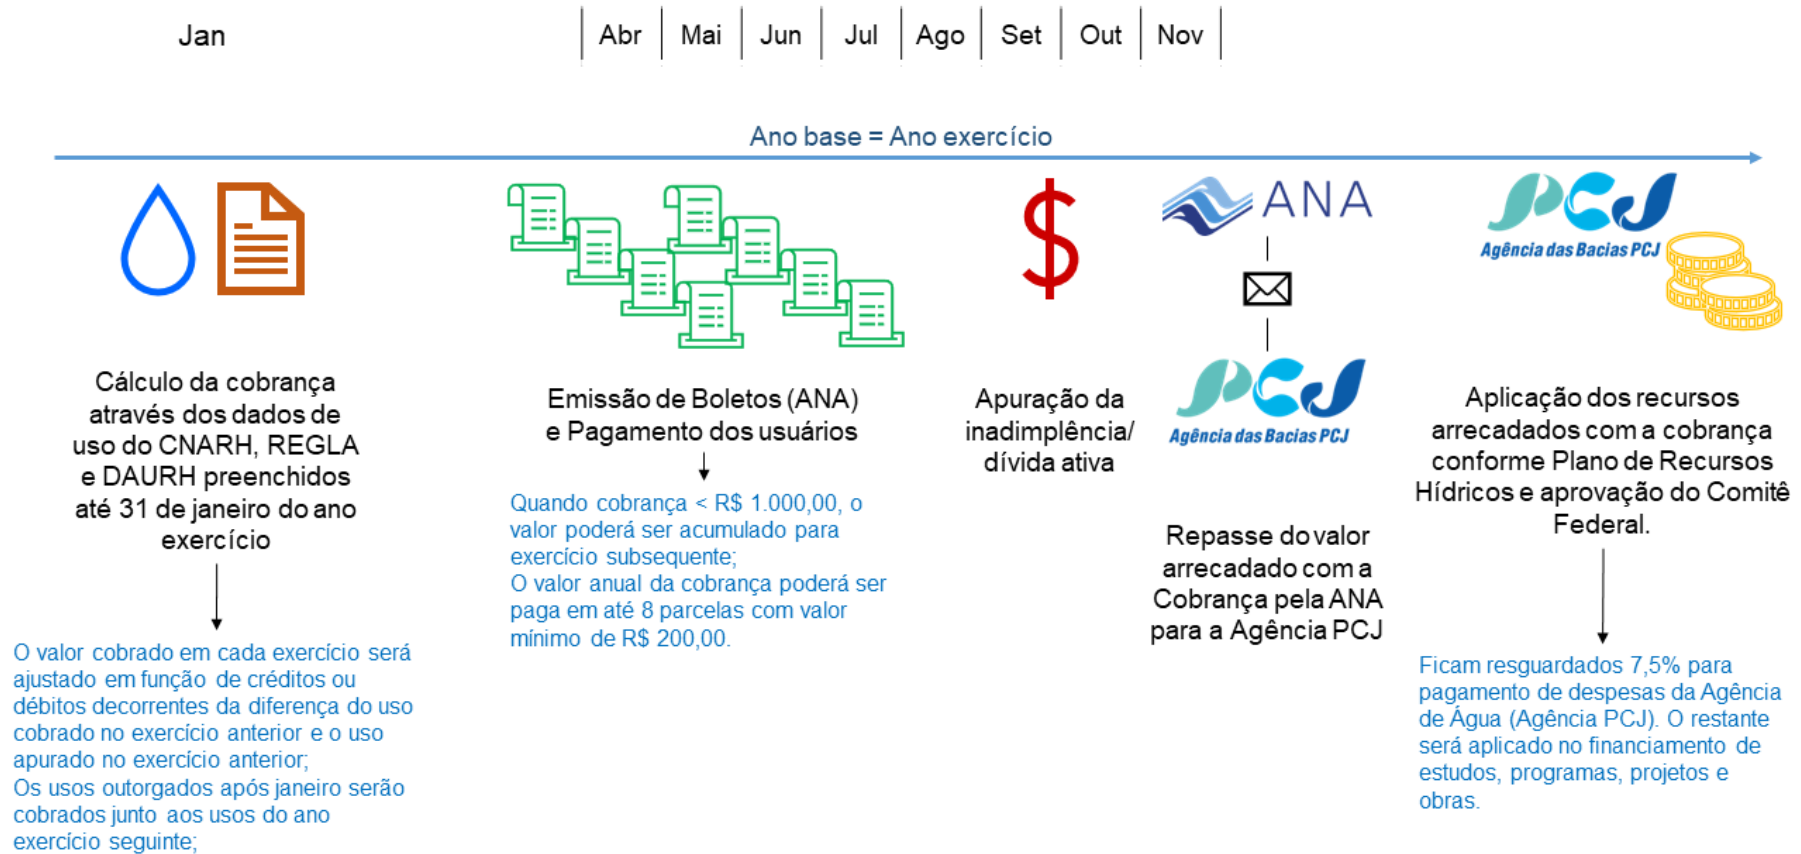 Jan
Abr
Mai
Jun
Jul
Ago
Set
Out
Nov
Ano base = Ano exercício
Cálculo da cobrança
através dos dados de
uso do CNARH, REGLA
e DAURH preenchidos
até 31 de janeiro do ano
exercício
O valor cobrado em cada exercício será
ajustado em função de créditos ou
débitos decorrentes da diferença do uso
cobrado no exercício anterior e o uso
apurado no exercício anterior;
Os usos outorgados após janeiro serão
cobrados junto aos usos do ano
exercício seguinte;
Emissão de Boletos (ANA)
e Pagamento dos usuários
Quando cobrança < R$ 1.000,00, o
valor poderá ser acumulado para
exercício subsequente;
O valor anual da cobrança poderá ser
paga em até 8 parcelas com valor
mínimo de R$ 200,00.
$
Apuração da
inadimplência/
dívida ativa
ANA
PCJ
Agência das Bacias PCJ
Repasse do valor
arrecadado com a
Cobrança pela ANA
para a Agência PCJ
PCJ
Agência das Bacias PCJ
Aplicação dos recursos
arrecadados com a cobrança
conforme Plano de Recursos
Hídricos e aprovação do Comitê
Federal.
Ficam resguardados 7,5% para
pagamento de despesas da Agência
de Água (Agência PCJ). O restante
será aplicado no financiamento de
estudos, programas, projetos e
obras.